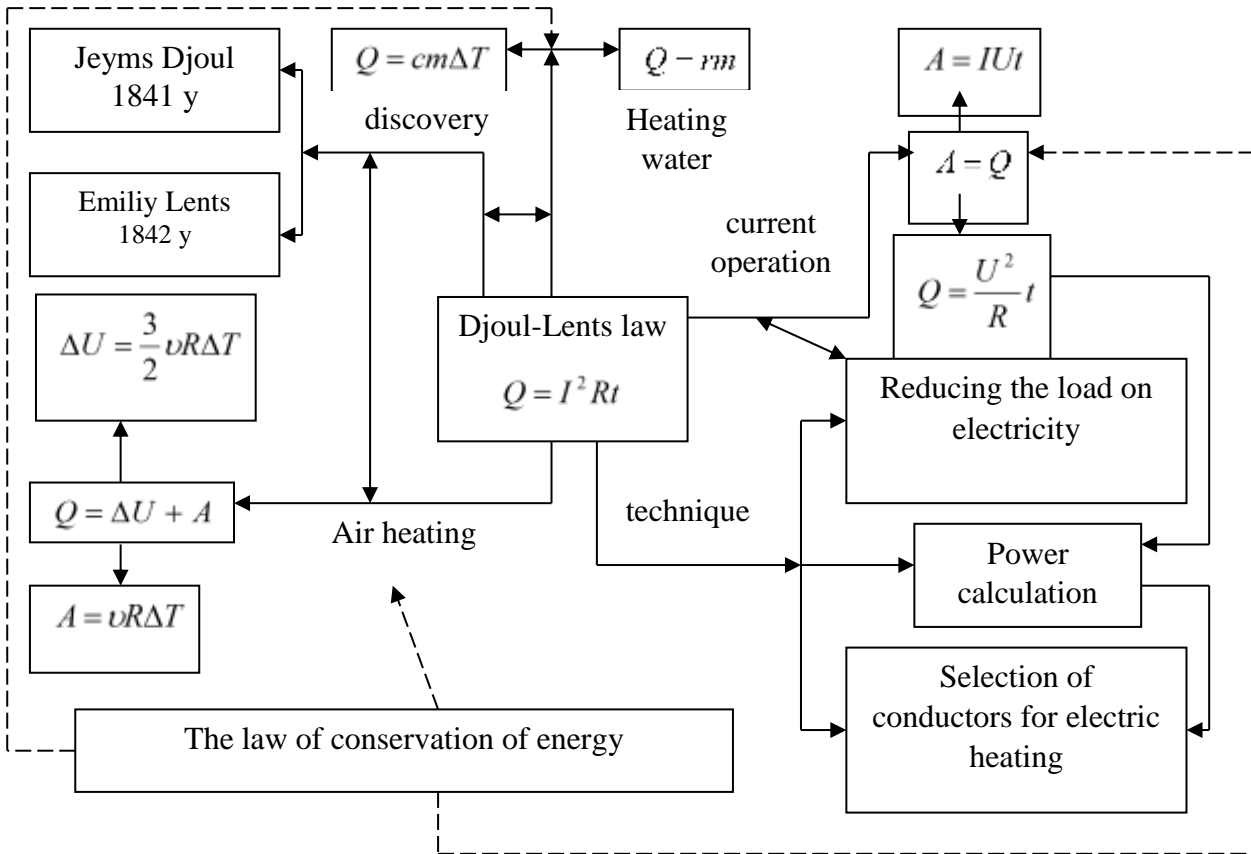 Jeyms Djoul
1841 y
Q = cmΔT
Q − rm
A = IUt
discovery
Heating
water
A − Q
Emiliy Lents
1842 y
current
operation
Q = U²/R t
ΔU = 3/2 υRΔT
Djoul-Lents law
Q = I² Rt
Reducing the load on
electricity
Q = ΔU + A
Air heating
technique
Power
calculation
A = υRΔT
Selection of
conductors for electric
heating
The law of conservation of energy